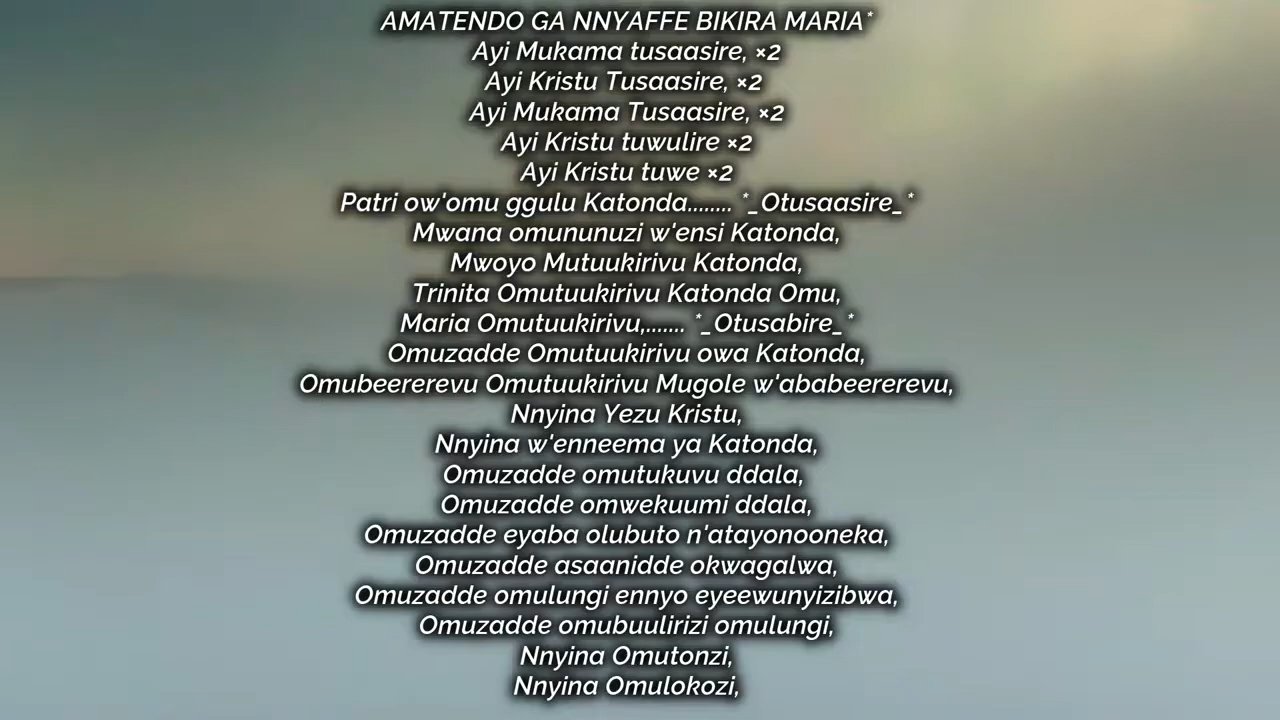 AMATENDO GA NNYAFFE BIKIRA MARIA*
Ayi Mukama tusaasire, ×2
Ayi Kristu Tusaasire, ×2
Ayi Mukama Tusaasire, ×2
Ayi Kristu tuwulire ×2
Ayi Kristu tuwe ×2
Patri ow'omu ggulu Katonda........ *_Otusaasire_*
Mwana omununuzi w'ensi Katonda,
Mwoyo Mutuukirivu Katonda,
Trinita Omutuukirivu Katonda Omu,
Maria Omutuukirivu,....... *_Otusabire_*
Omuzadde Omutuukirivu owa Katonda,
Omubeererevu Omutuukirivu Mugole w'ababeererevu,
Nnyina Yezu Kristu,
Nnyina w'enneema ya Katonda,
Omuzadde omutukuvu ddala,
Omuzadde omwekuumi ddala,
Omuzadde eyaba olubuto n'atayonooneka,
Omuzadde asaanidde okwagalwa,
Omuzadde omulungi ennyo eyeewunyizibwa,
Omuzadde omubuulirizi omulungi,
Nnyina Omutonzi,
Nnyina Omulokozi,